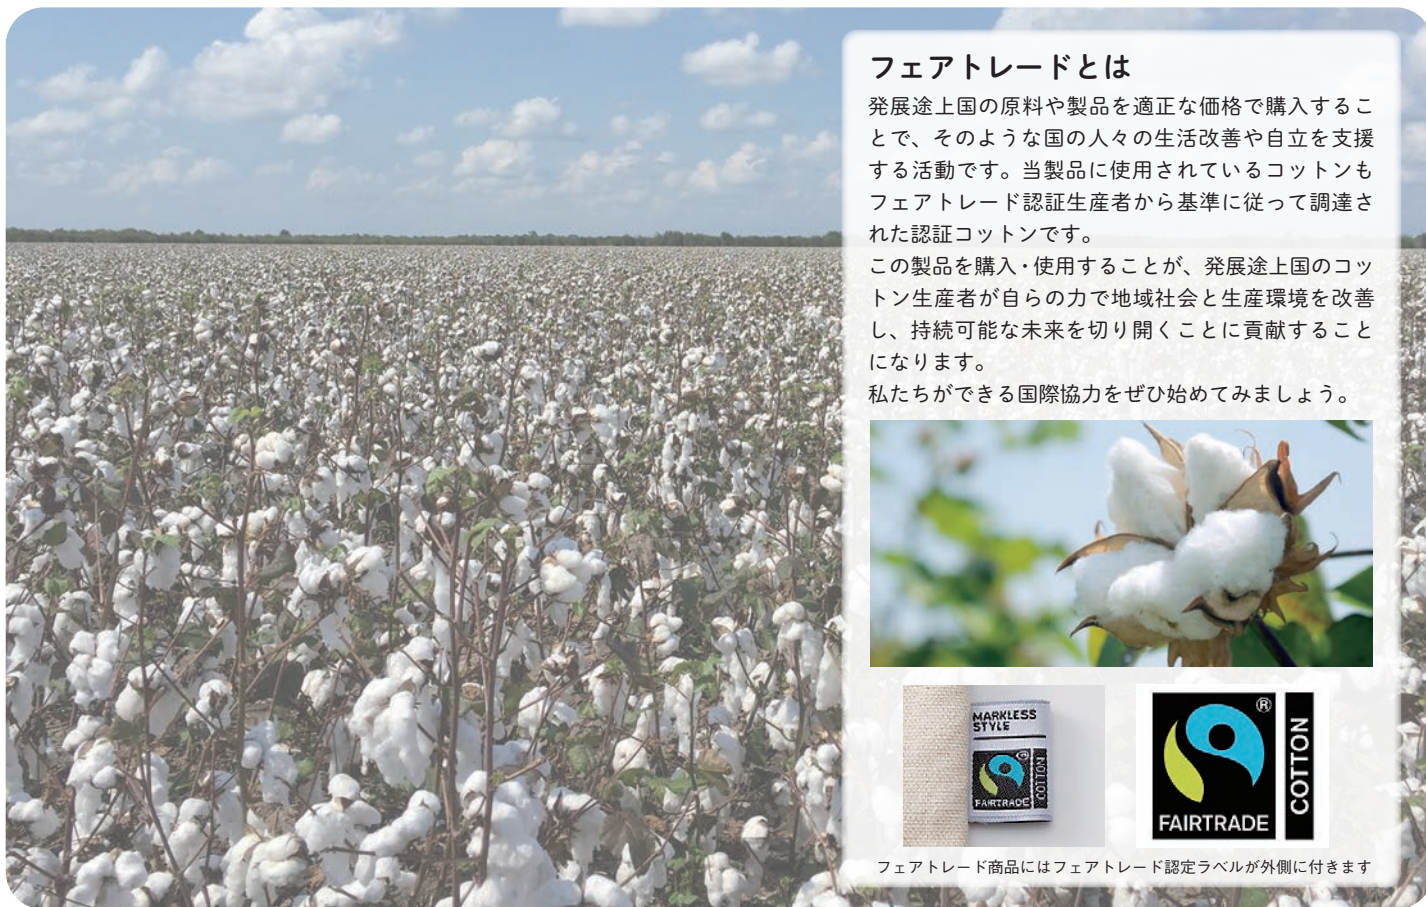 フェアトレードとは
発展途上国の原料や製品を適正な価格で購入するこ
とで、そのような国の人々の生活改善や自立を支援
する活動です。当製品に使用されているコットンも
フェアトレード認証生産者から基準に従って調達さ
れた認証コットンです。
この製品を購入・使用することが、発展途上国のコッ
トン生産者が自らの力で地域社会と生産環境を改善
し、持続可能な未来を切り開くことに貢献すること
になります。
私たちができる国際協力をぜひ始めてみましょう。
MARKLESS
STYLE
FAIRTRADE
COTTON
®
FAIRTRADE
COTTON
フェアトレード商品にはフェアトレード認定ラベルが外側に付きます